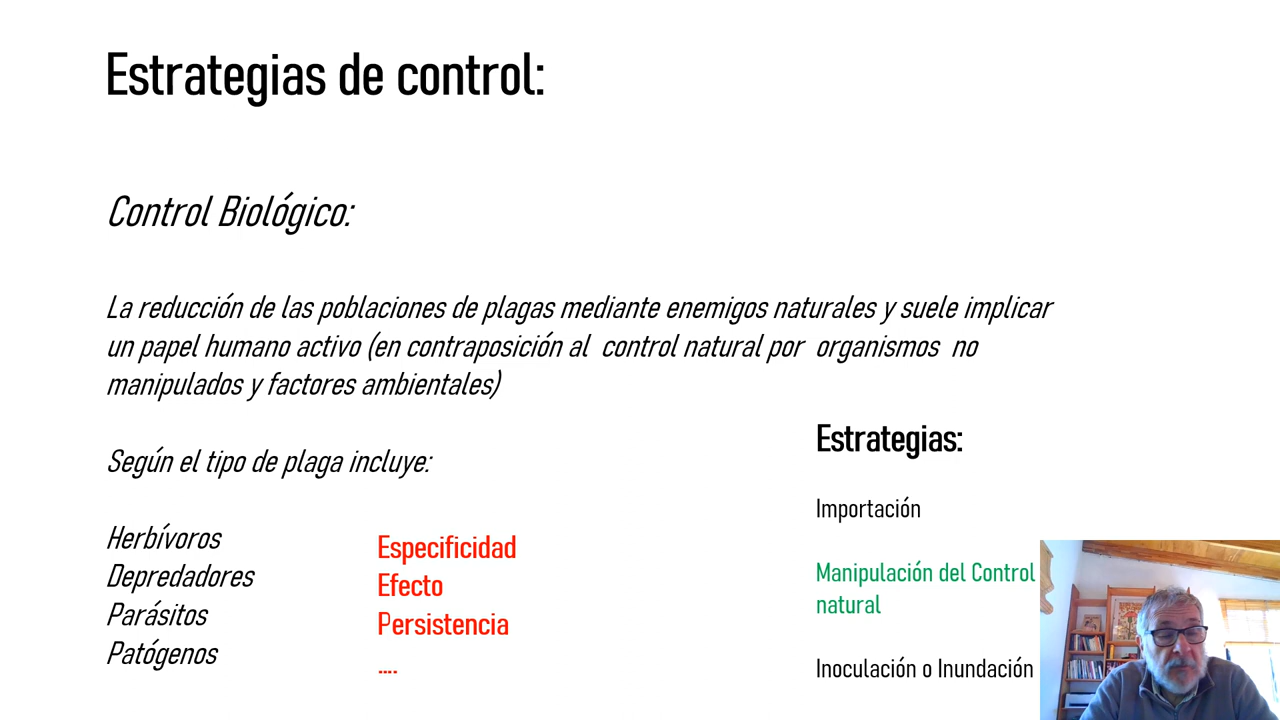 Estrategias de control:
Control Biológico:
La reducción de las poblaciones de plagas mediante enemigos naturales y suele implicar
un papel humano activo (en contraposición al control natural por organismos no
manipulados y factores ambientales)
Según el tipo de plaga incluye:
Herbívoros
Depredadores
Parásitos
Patógenos
Especificidad
Efecto
Persistencia
....
Estrategias:
Importación
Manipulación del Control
natural
Inoculación o Inundación